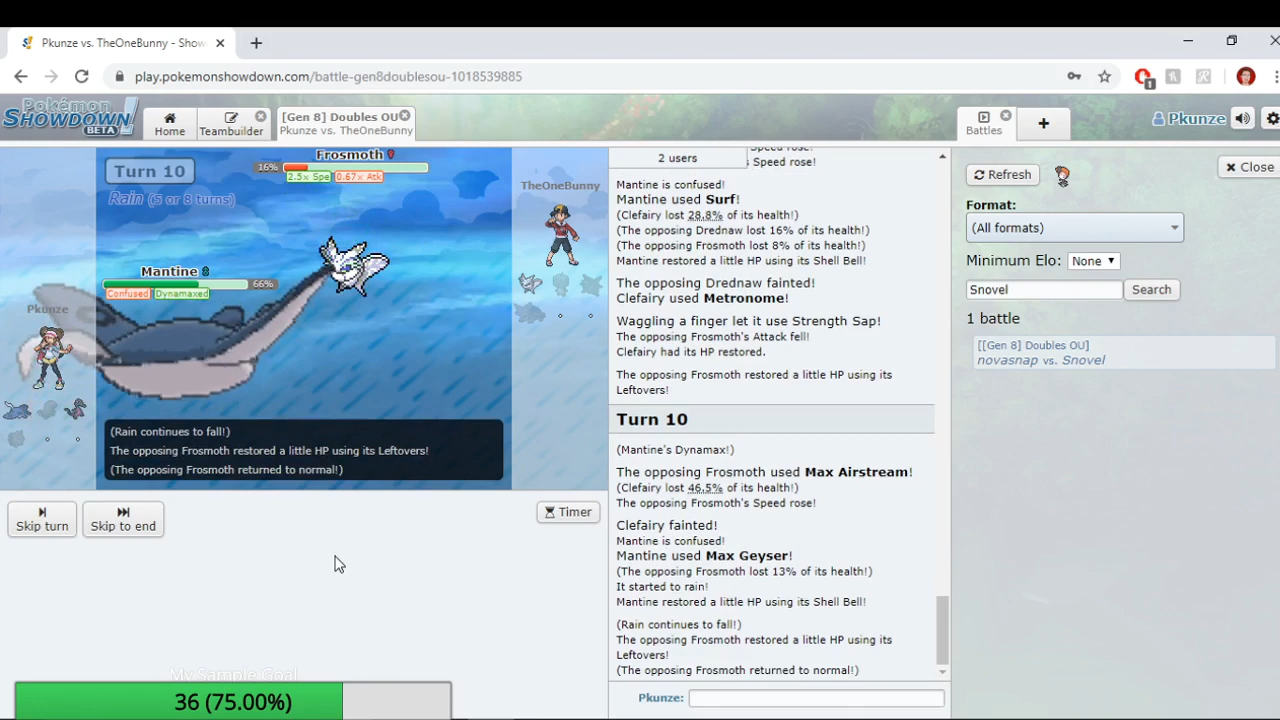 Pkunze vs. TheOneBunny - Show
play.pokemonshowdown.com/battle-gen8doublesou-1018539885
1
Pokémon
SHOWDOWN!
BETA
Home
Teambuilder
[Gen 8] Doubles OU
Pkunze vs. TheOneBunny
Battles
Pkunze
Turn 10
Rain (5 or 8 turns)
Frosmoth
16%
2.5× Spe 0.67× Atk
TheOneBunny
Mantine
66%
Confused Dynamaxed
Pkunze
(Rain continues to fall!)
The opposing Frosmoth restored a little HP using its Leftovers!
(The opposing Frosmoth returned to normal!)
Skip turn
Skip to end
Timer
My Sample Goal
36 (75.00%)
2 users
Speed rose!
Mantine is confused!
Mantine used Surf!
(Clefairy lost 28.8% of its health!)
(The opposing Drednaw lost 16% of its health!)
(The opposing Frosmoth lost 8% of its health!)
Mantine restored a little HP using its Shell Bell!
The opposing Drednaw fainted!
Clefairy used Metronome!
Waggling a finger let it use Strength Sap!
The opposing Frosmoth's Attack fell!
Clefairy had its HP restored.
The opposing Frosmoth restored a little HP using its
Leftovers!
Turn 10
(Mantine's Dynamax!)
The opposing Frosmoth used Max Airstream!
(Clefairy lost 46.5% of its health!)
The opposing Frosmoth's Speed rose!
Clefairy fainted!
Mantine is confused!
Mantine used Max Geyser!
(The opposing Frosmoth lost 13% of its health!)
It started to rain!
Mantine restored a little HP using its Shell Bell!
(Rain continues to fall!)
The opposing Frosmoth restored a little HP using its
Leftovers!
(The opposing Frosmoth returned to normal!)
Pkunze:
Refresh
Close
Format:
(All formats)
Minimum Elo: None
Snovel
Search
1 battle
[[Gen 8] Doubles OU]
novasnap vs. Snovel